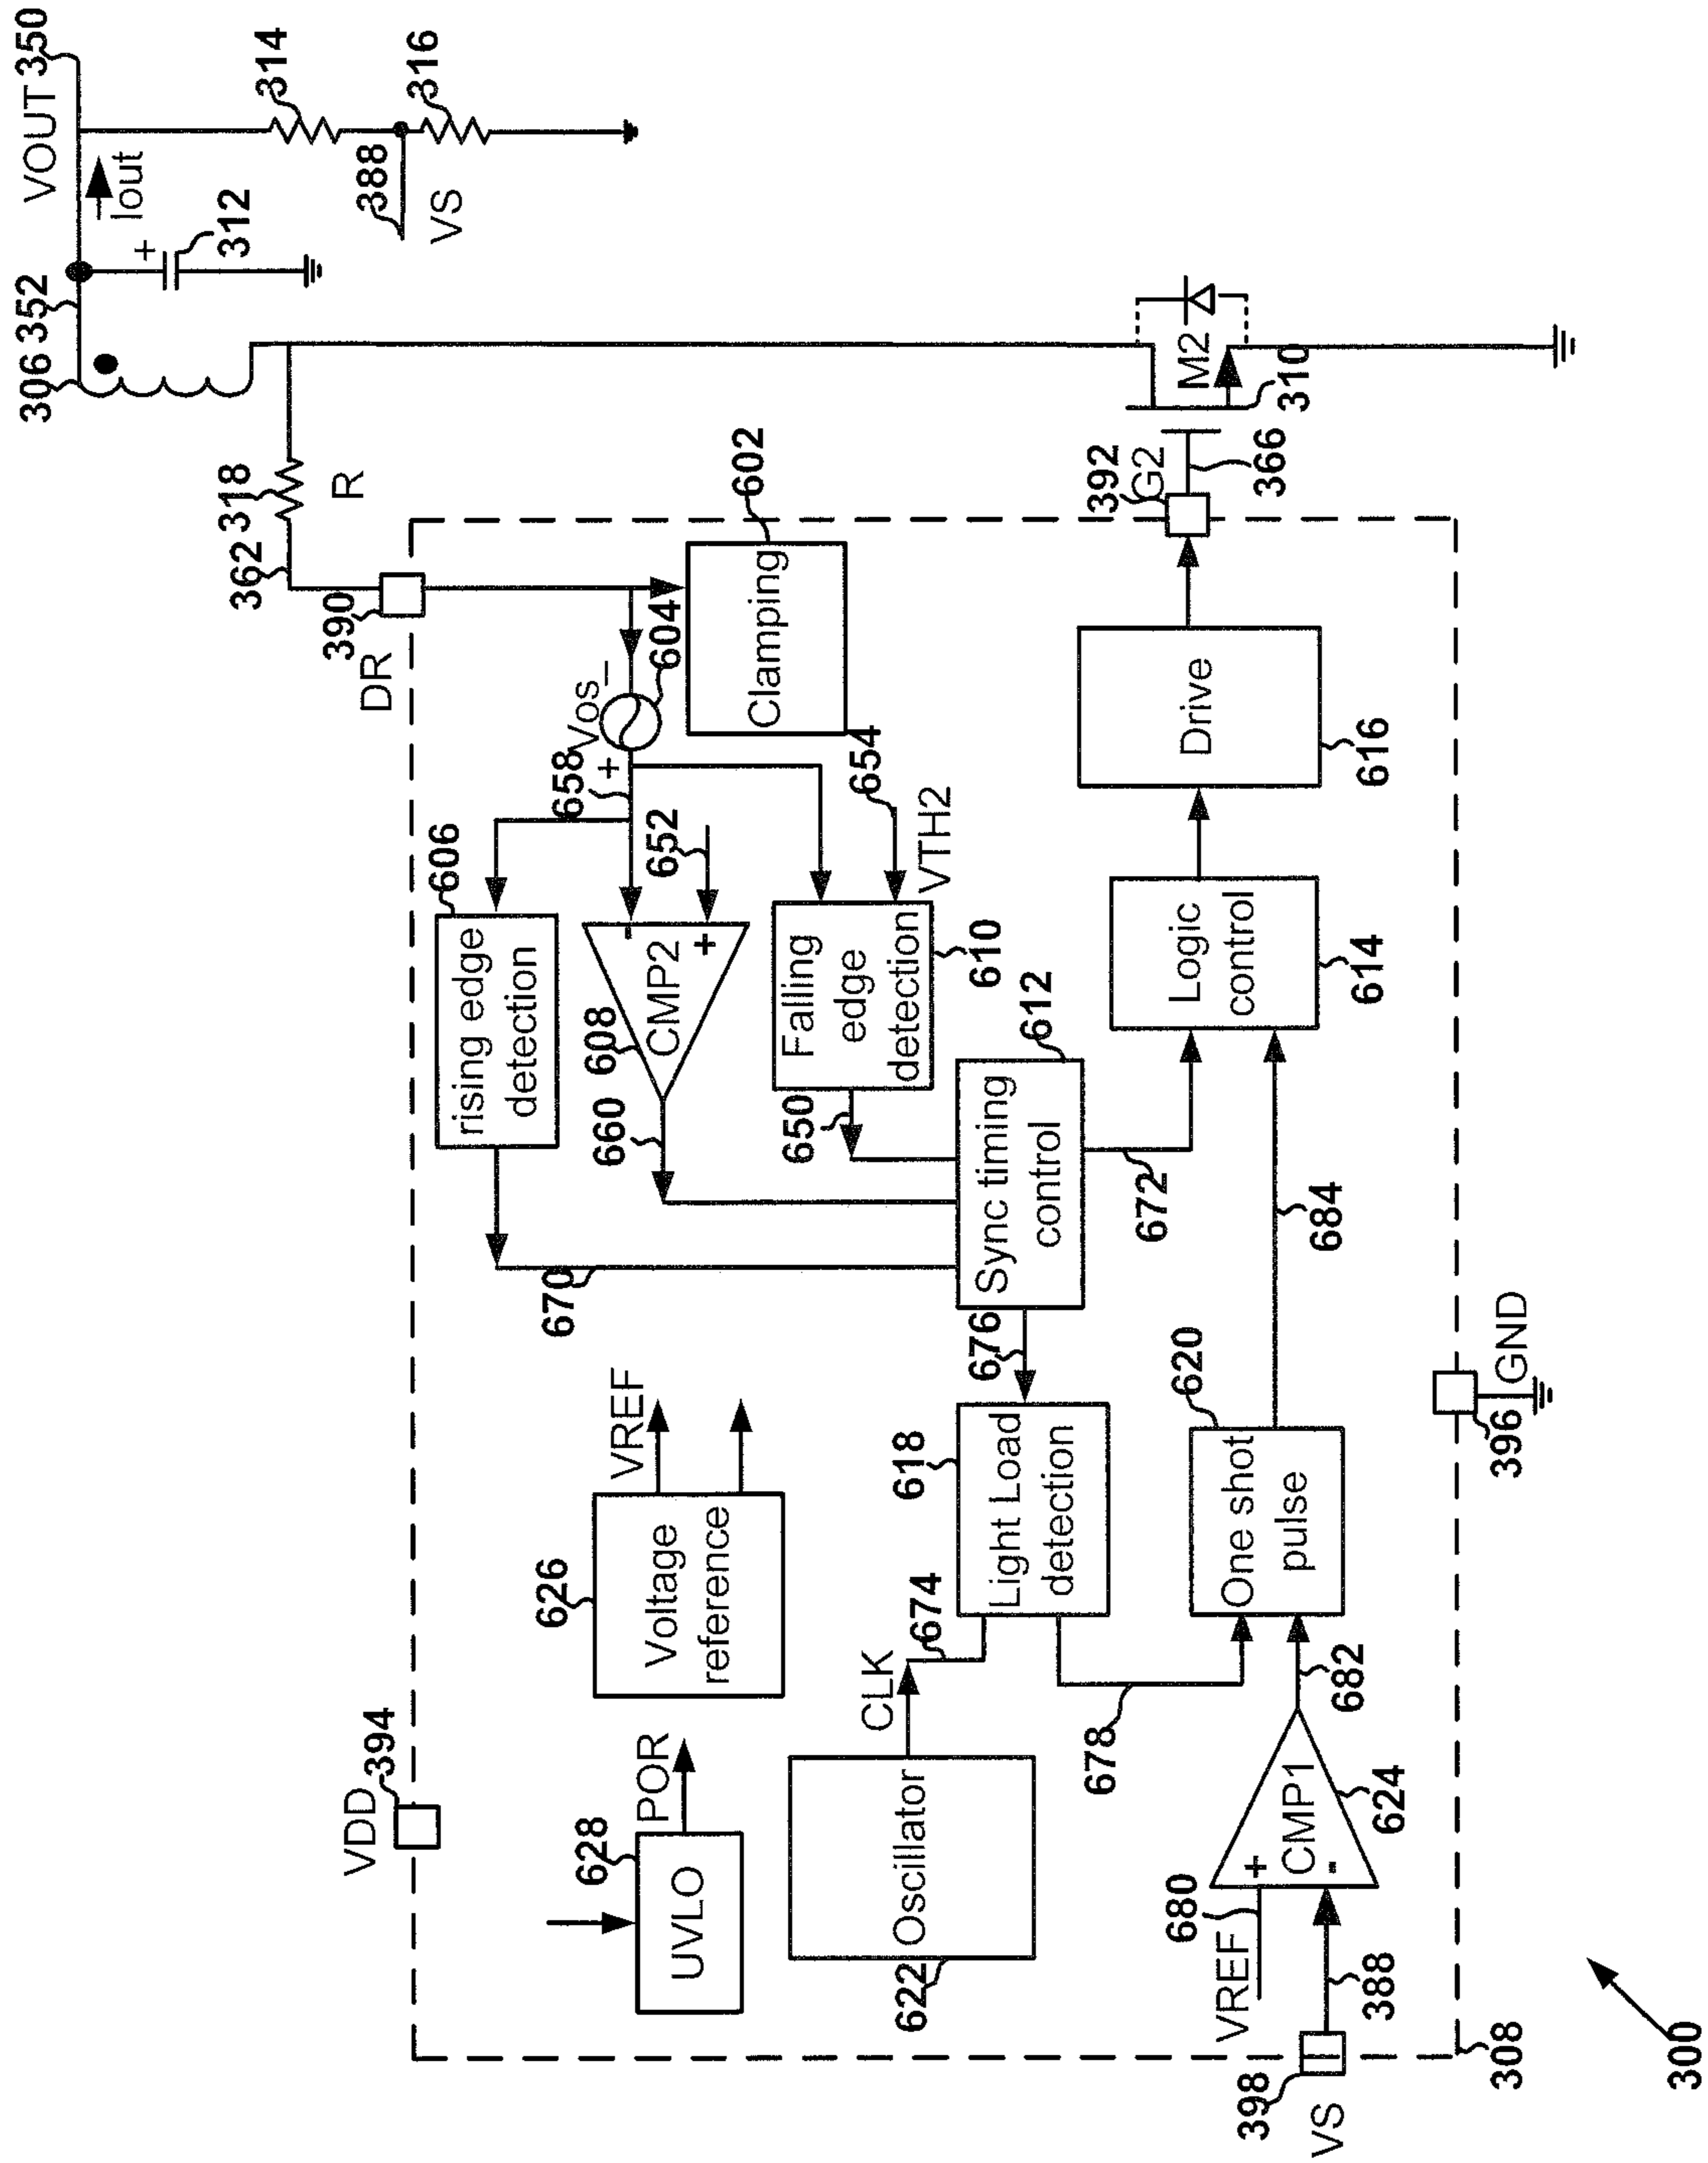 306
352
VOUT
350
Iout
+
312
314
388
VS
316
362
318
R
390
DR
VDD
394
626
Voltage
reference
VREF
628
UVLO
POR
606
rising edge
detection
670
658
+
Vos
_
604
Clamping
602
608
CMP2
-
+
652
660
Falling
edge
detection
610
650
654
VTH2
622
Oscillator
CLK
674
618
Light Load
detection
676
678
Sync timing
control
612
672
Logic
control
614
Drive
616
392
G2
366
M2
310
398
VS
388
VREF
680
+
-
CMP1
624
682
One shot
pulse
620
684
396
GND
308
300